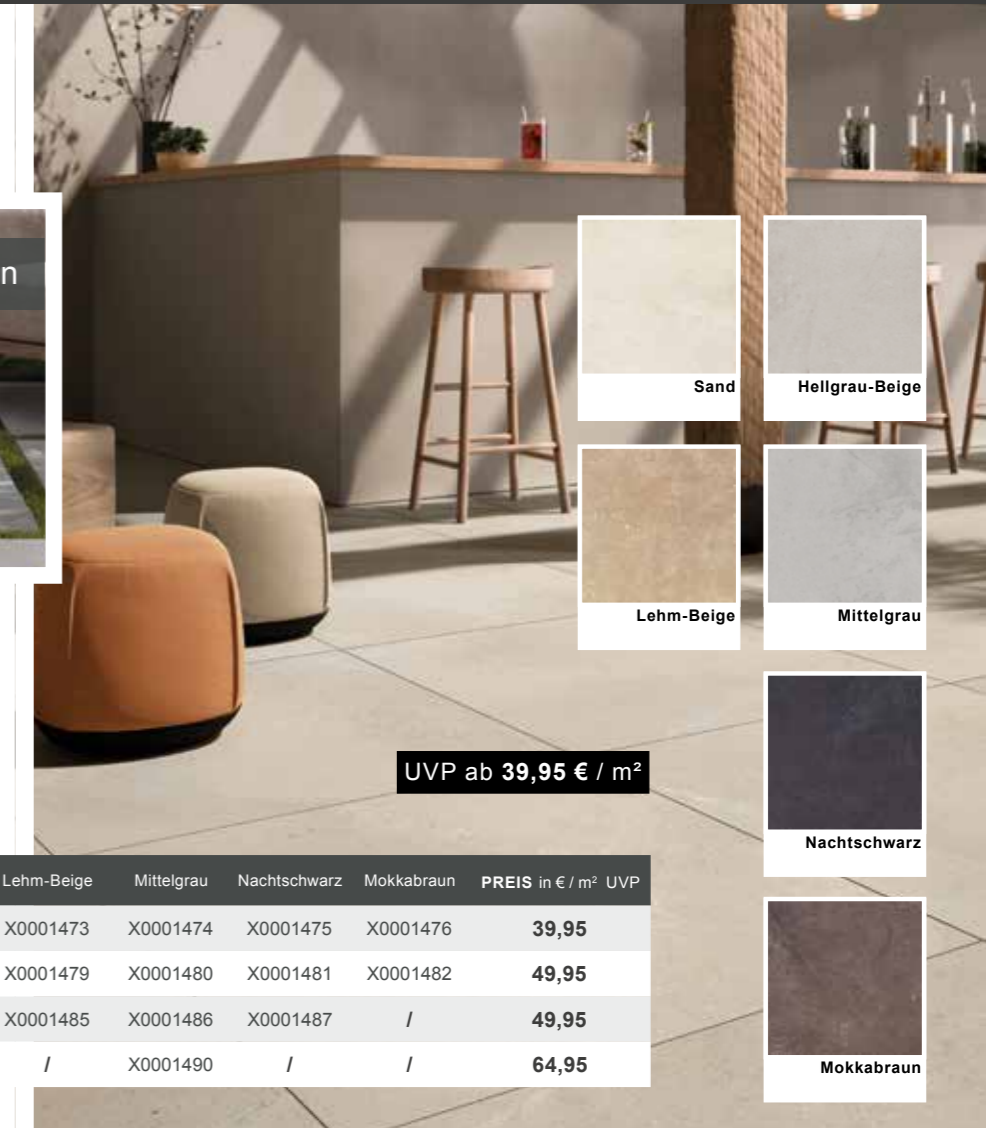 Sand
Hellgrau-Beige
Lehm-Beige
Mittelgrau
UVP ab 39,95 € / m²
Nachtschwarz
Lehm-Beige Mittelgrau Nachtschwarz Mokkabraun PREIS in € / m² UVP
X0001473 X0001474 X0001475 X0001476 39,95
X0001479 X0001480 X0001481 X0001482 49,95
X0001485 X0001486 X0001487 / 49,95
/ X0001490 / / 64,95
Mokkabraun